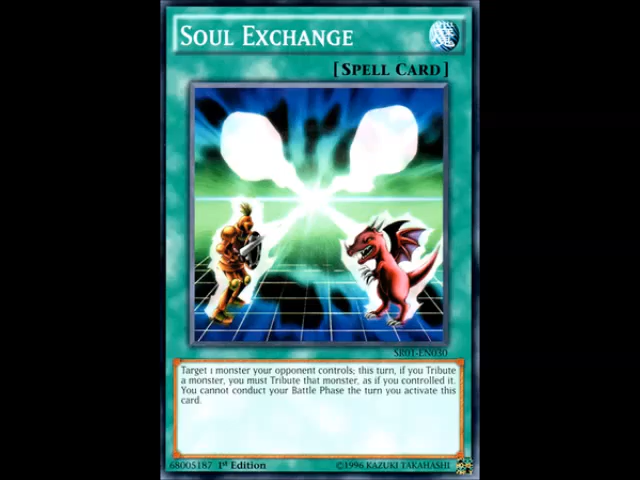 Soul Exchange
魔
[Spell Card]
SR01-EN030
Target 1 monster your opponent controls; this turn, if you Tribute
a monster, you must Tribute that monster, as if you controlled it.
You cannot conduct your Battle Phase the turn you activate this
card.
68005187 1st Edition ©1996 KAZUKI TAKAHASHI